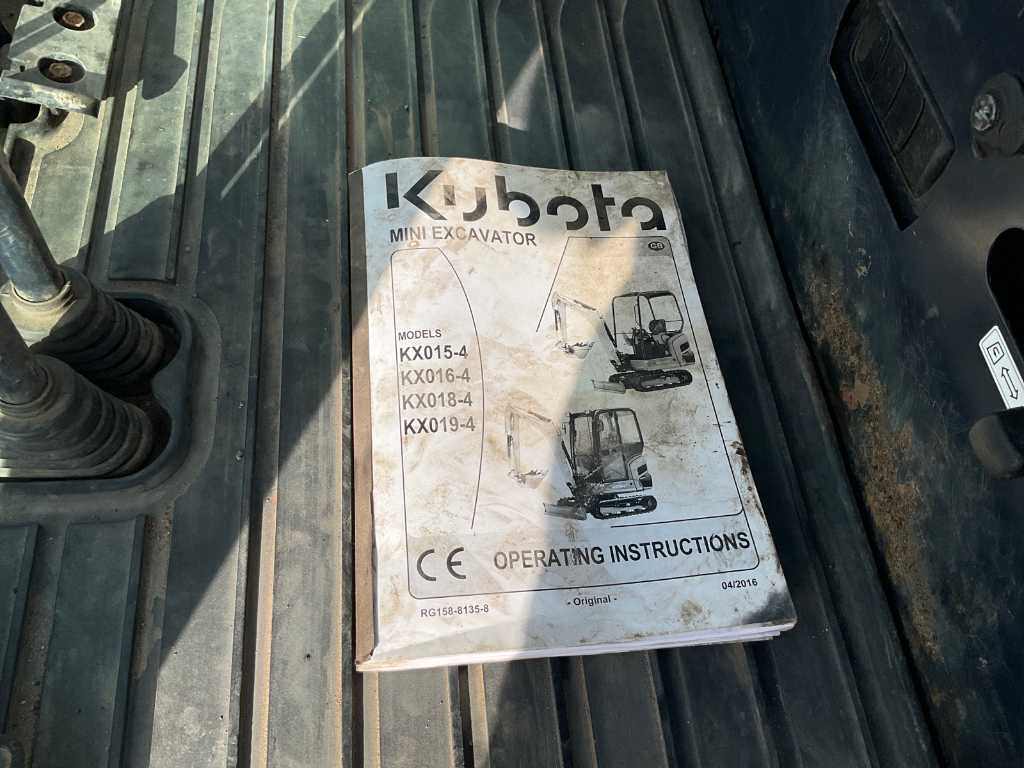 Kubota
MINI EXCAVATOR
GB
MODELS
KX015-4
KX016-4
KX018-4
KX019-4
CE
OPERATING INSTRUCTIONS
04/2016
- Original -
RG158-8135-8